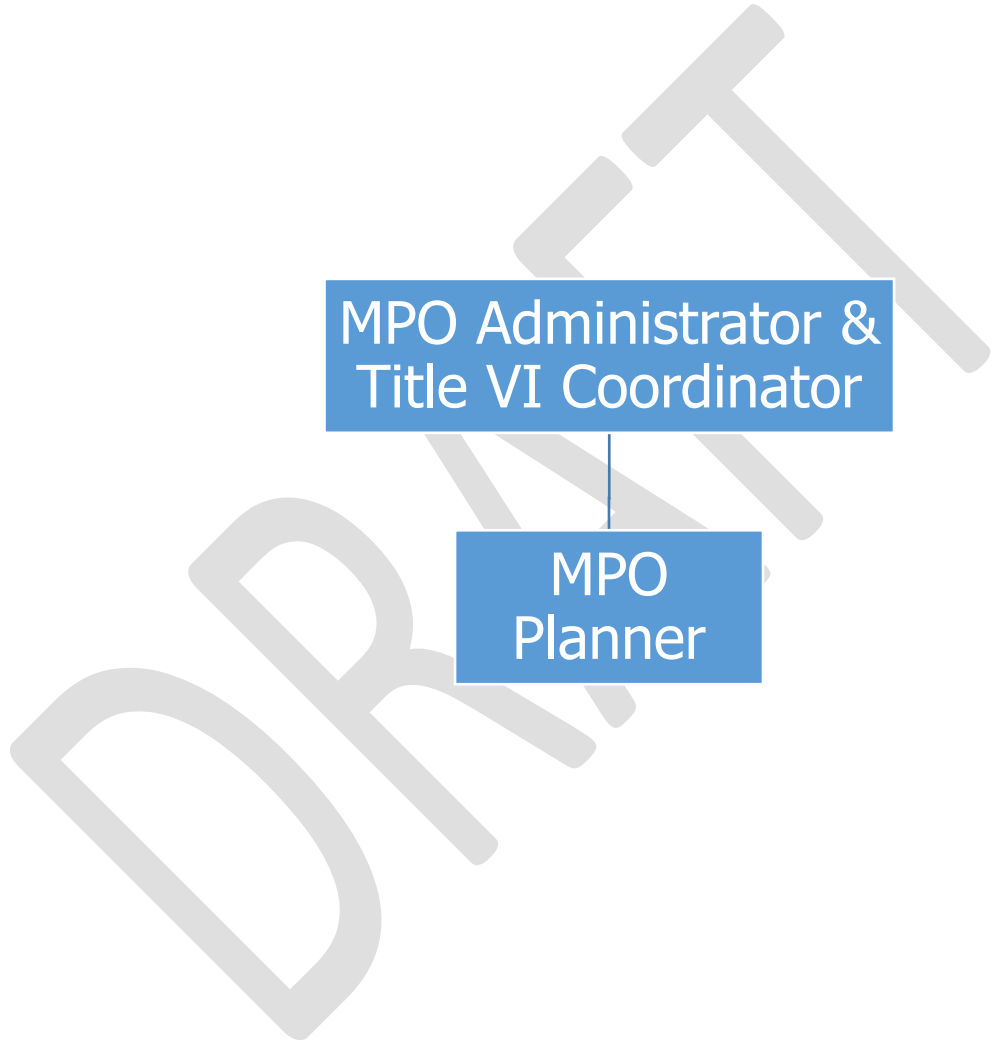 MPO Administrator &
Title VI Coordinator
MPO
Planner
DRAFT